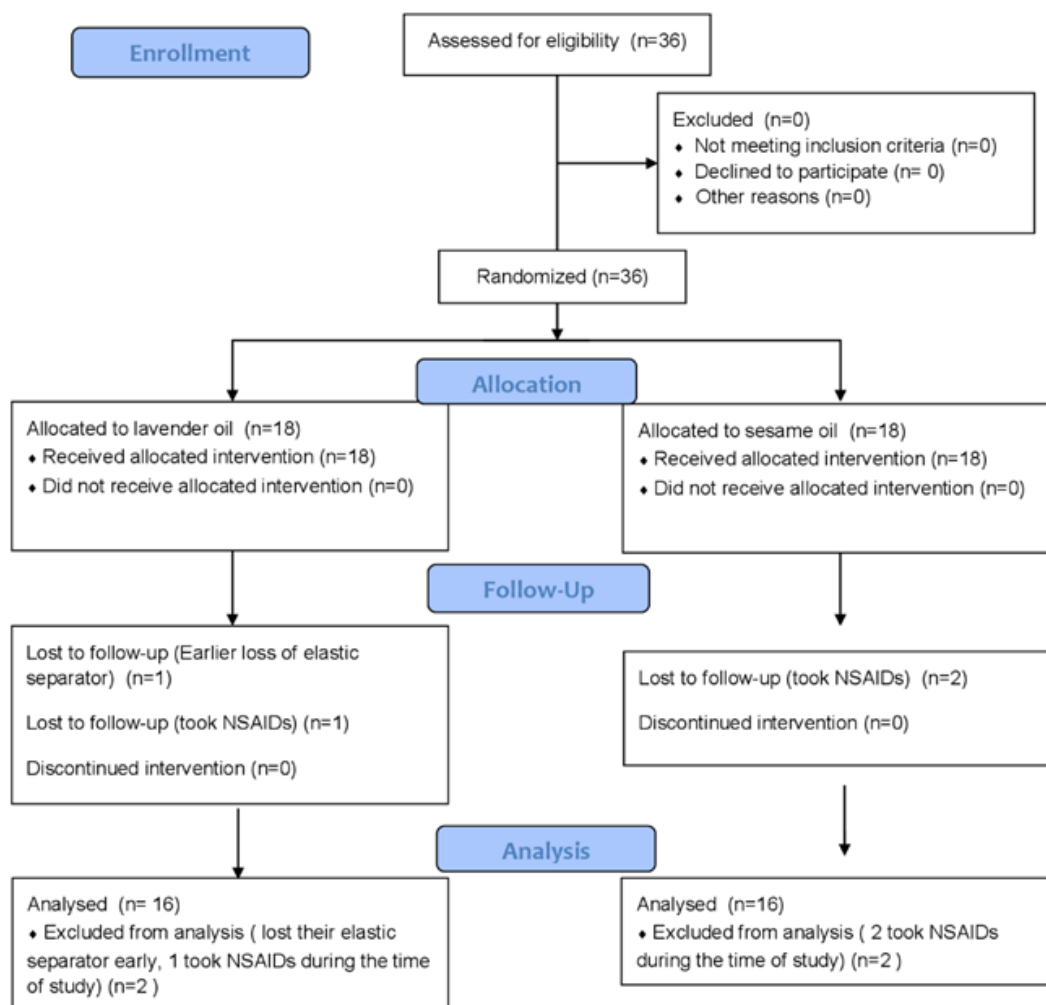 Enrollment
Assessed for eligibility (n=36)
Excluded (n=0)
♦ Not meeting inclusion criteria (n=0)
♦ Declined to participate (n= 0)
♦ Other reasons (n=0)
Randomized (n=36)
Allocation
Allocated to lavender oil (n=18)
♦ Received allocated intervention (n=18)
♦ Did not receive allocated intervention (n=0)
Allocated to sesame oil (n=18)
♦ Received allocated intervention (n=18)
♦ Did not receive allocated intervention (n=0)
Follow-Up
Lost to follow-up (Earlier loss of elastic
separator) (n=1)
Lost to follow-up (took NSAIDs) (n=1)
Discontinued intervention (n=0)
Lost to follow-up (took NSAIDs) (n=2)
Discontinued intervention (n=0)
Analysis
Analysed (n= 16)
♦ Excluded from analysis ( lost their elastic
separator early, 1 took NSAIDs during the time
of study) (n=2 )
Analysed (n=16)
♦ Excluded from analysis ( 2 took NSAIDs
during the time of study) (n=2 )